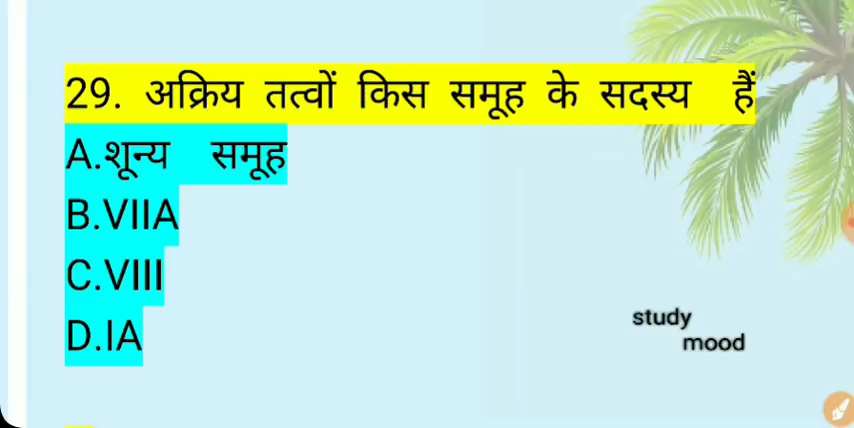 29. अक्रिय तत्वों किस समूह के सदस्य हैं
A.शून्य समूह
B.VIIA
C.VIII
D.IA
study
mood